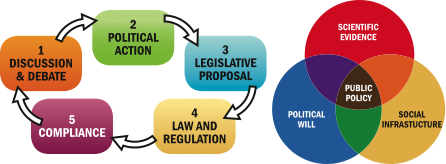 1
DISCUSSION
& DEBATE
2
POLITICAL
ACTION
3
LEGISLATIVE
PROPOSAL
4
LAW AND
REGULATION
5
COMPLIANCE
SCIENTIFIC
EVIDENCE
PUBLIC
POLICY
POLITICAL
WILL
SOCIAL
INFRASTUCTURE